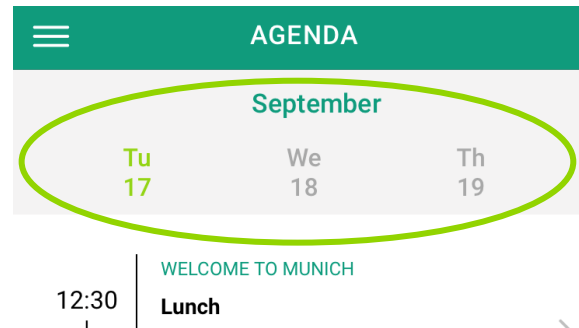 AGENDA
September
Tu We Th
17 18 19
WELCOME TO MUNICH
12:30 Lunch